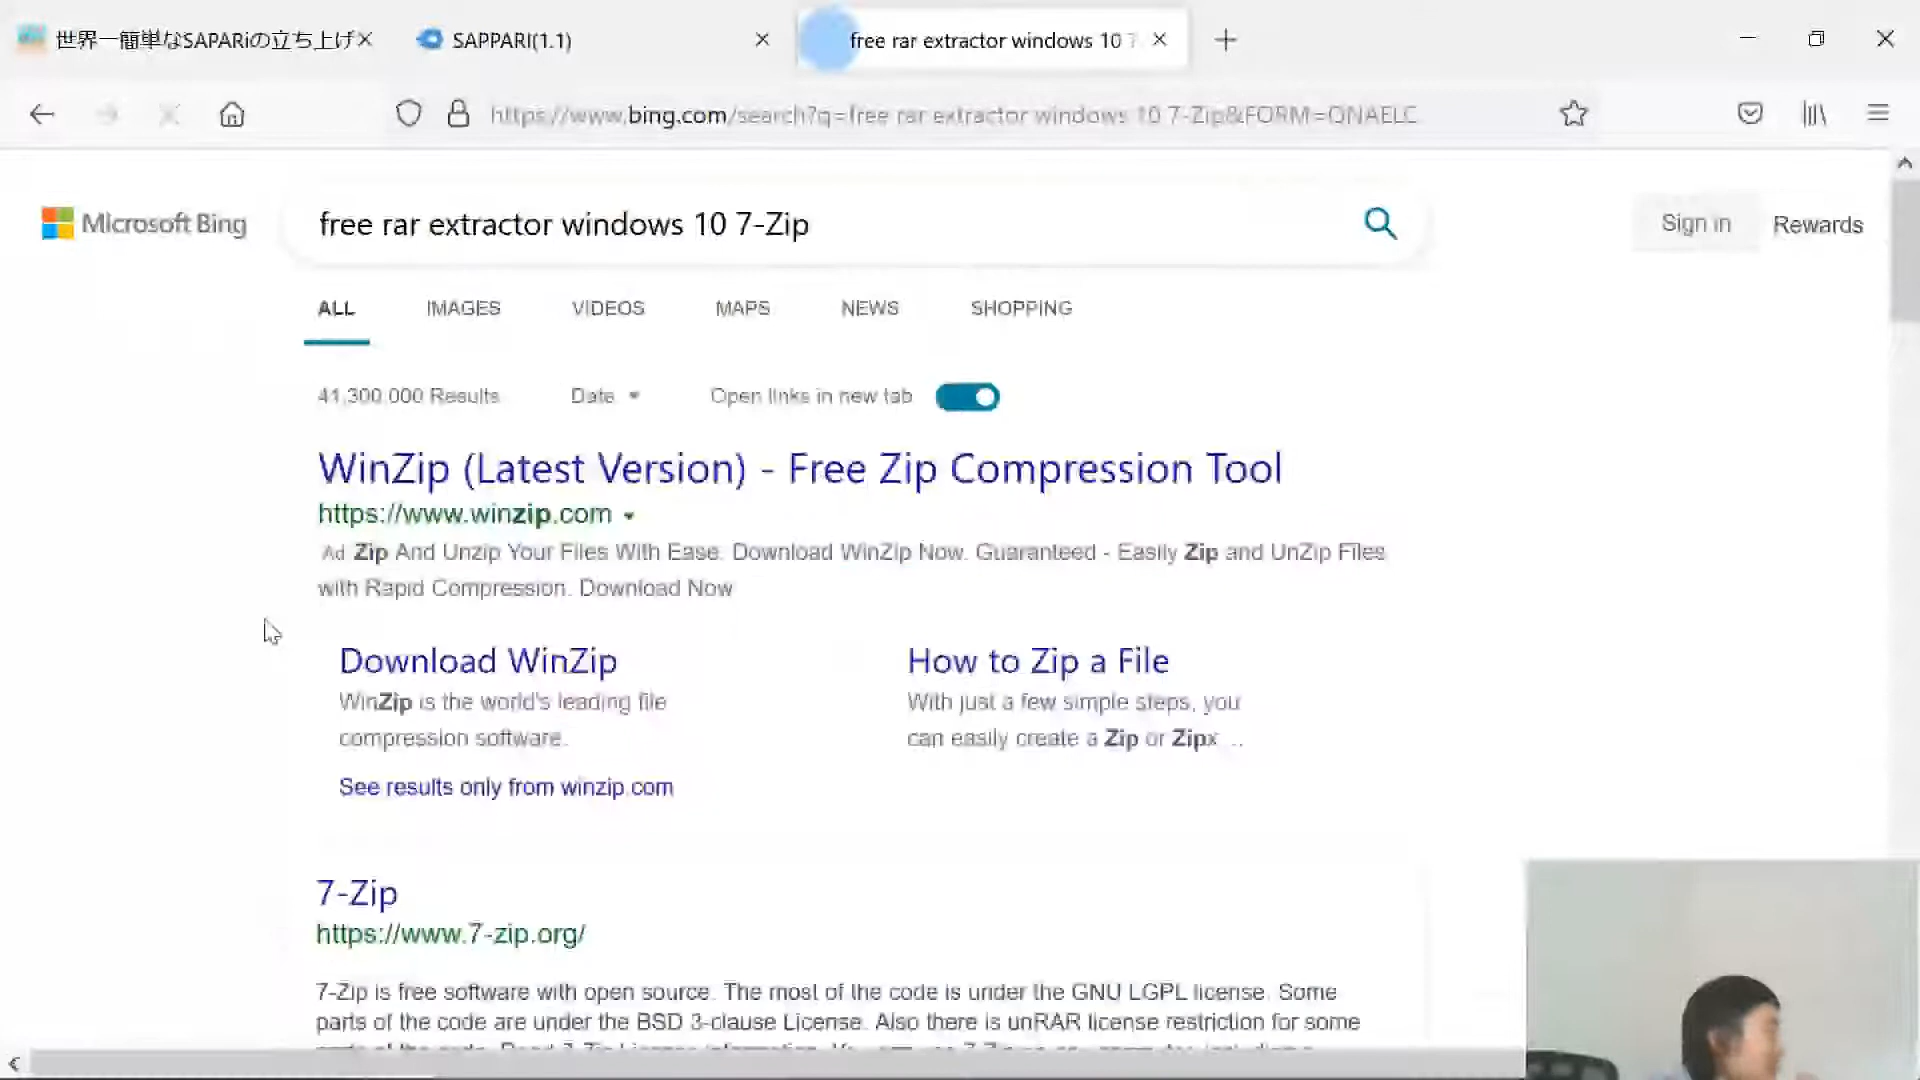 世界一簡単なSAPARiの立ち上げ
SAPPARI(1.1)
free rar extractor windows 10 7
https://www.bing.com/search?q=free rar extractor windows 10 7-Zip&FORM=QNAELC
Microsoft Bing
free rar extractor windows 10 7-Zip
Sign in
Rewards
ALL
IMAGES
VIDEOS
MAPS
NEWS
SHOPPING
41,300,000 Results
Date
Open links in new tab
WinZip (Latest Version) - Free Zip Compression Tool
https://www.winzip.com
Ad Zip And Unzip Your Files With Ease. Download WinZip Now. Guaranteed - Easily Zip and UnZip Files
with Rapid Compression. Download Now
Download WinZip
WinZip is the world's leading file
compression software.
See results only from winzip.com
How to Zip a File
With just a few simple steps, you
can easily create a Zip or Zipx ...
7-Zip
https://www.7-zip.org/
7-Zip is free software with open source. The most of the code is under the GNU LGPL license. Some
parts of the code are under the BSD 3-clause License. Also there is unRAR license restriction for some